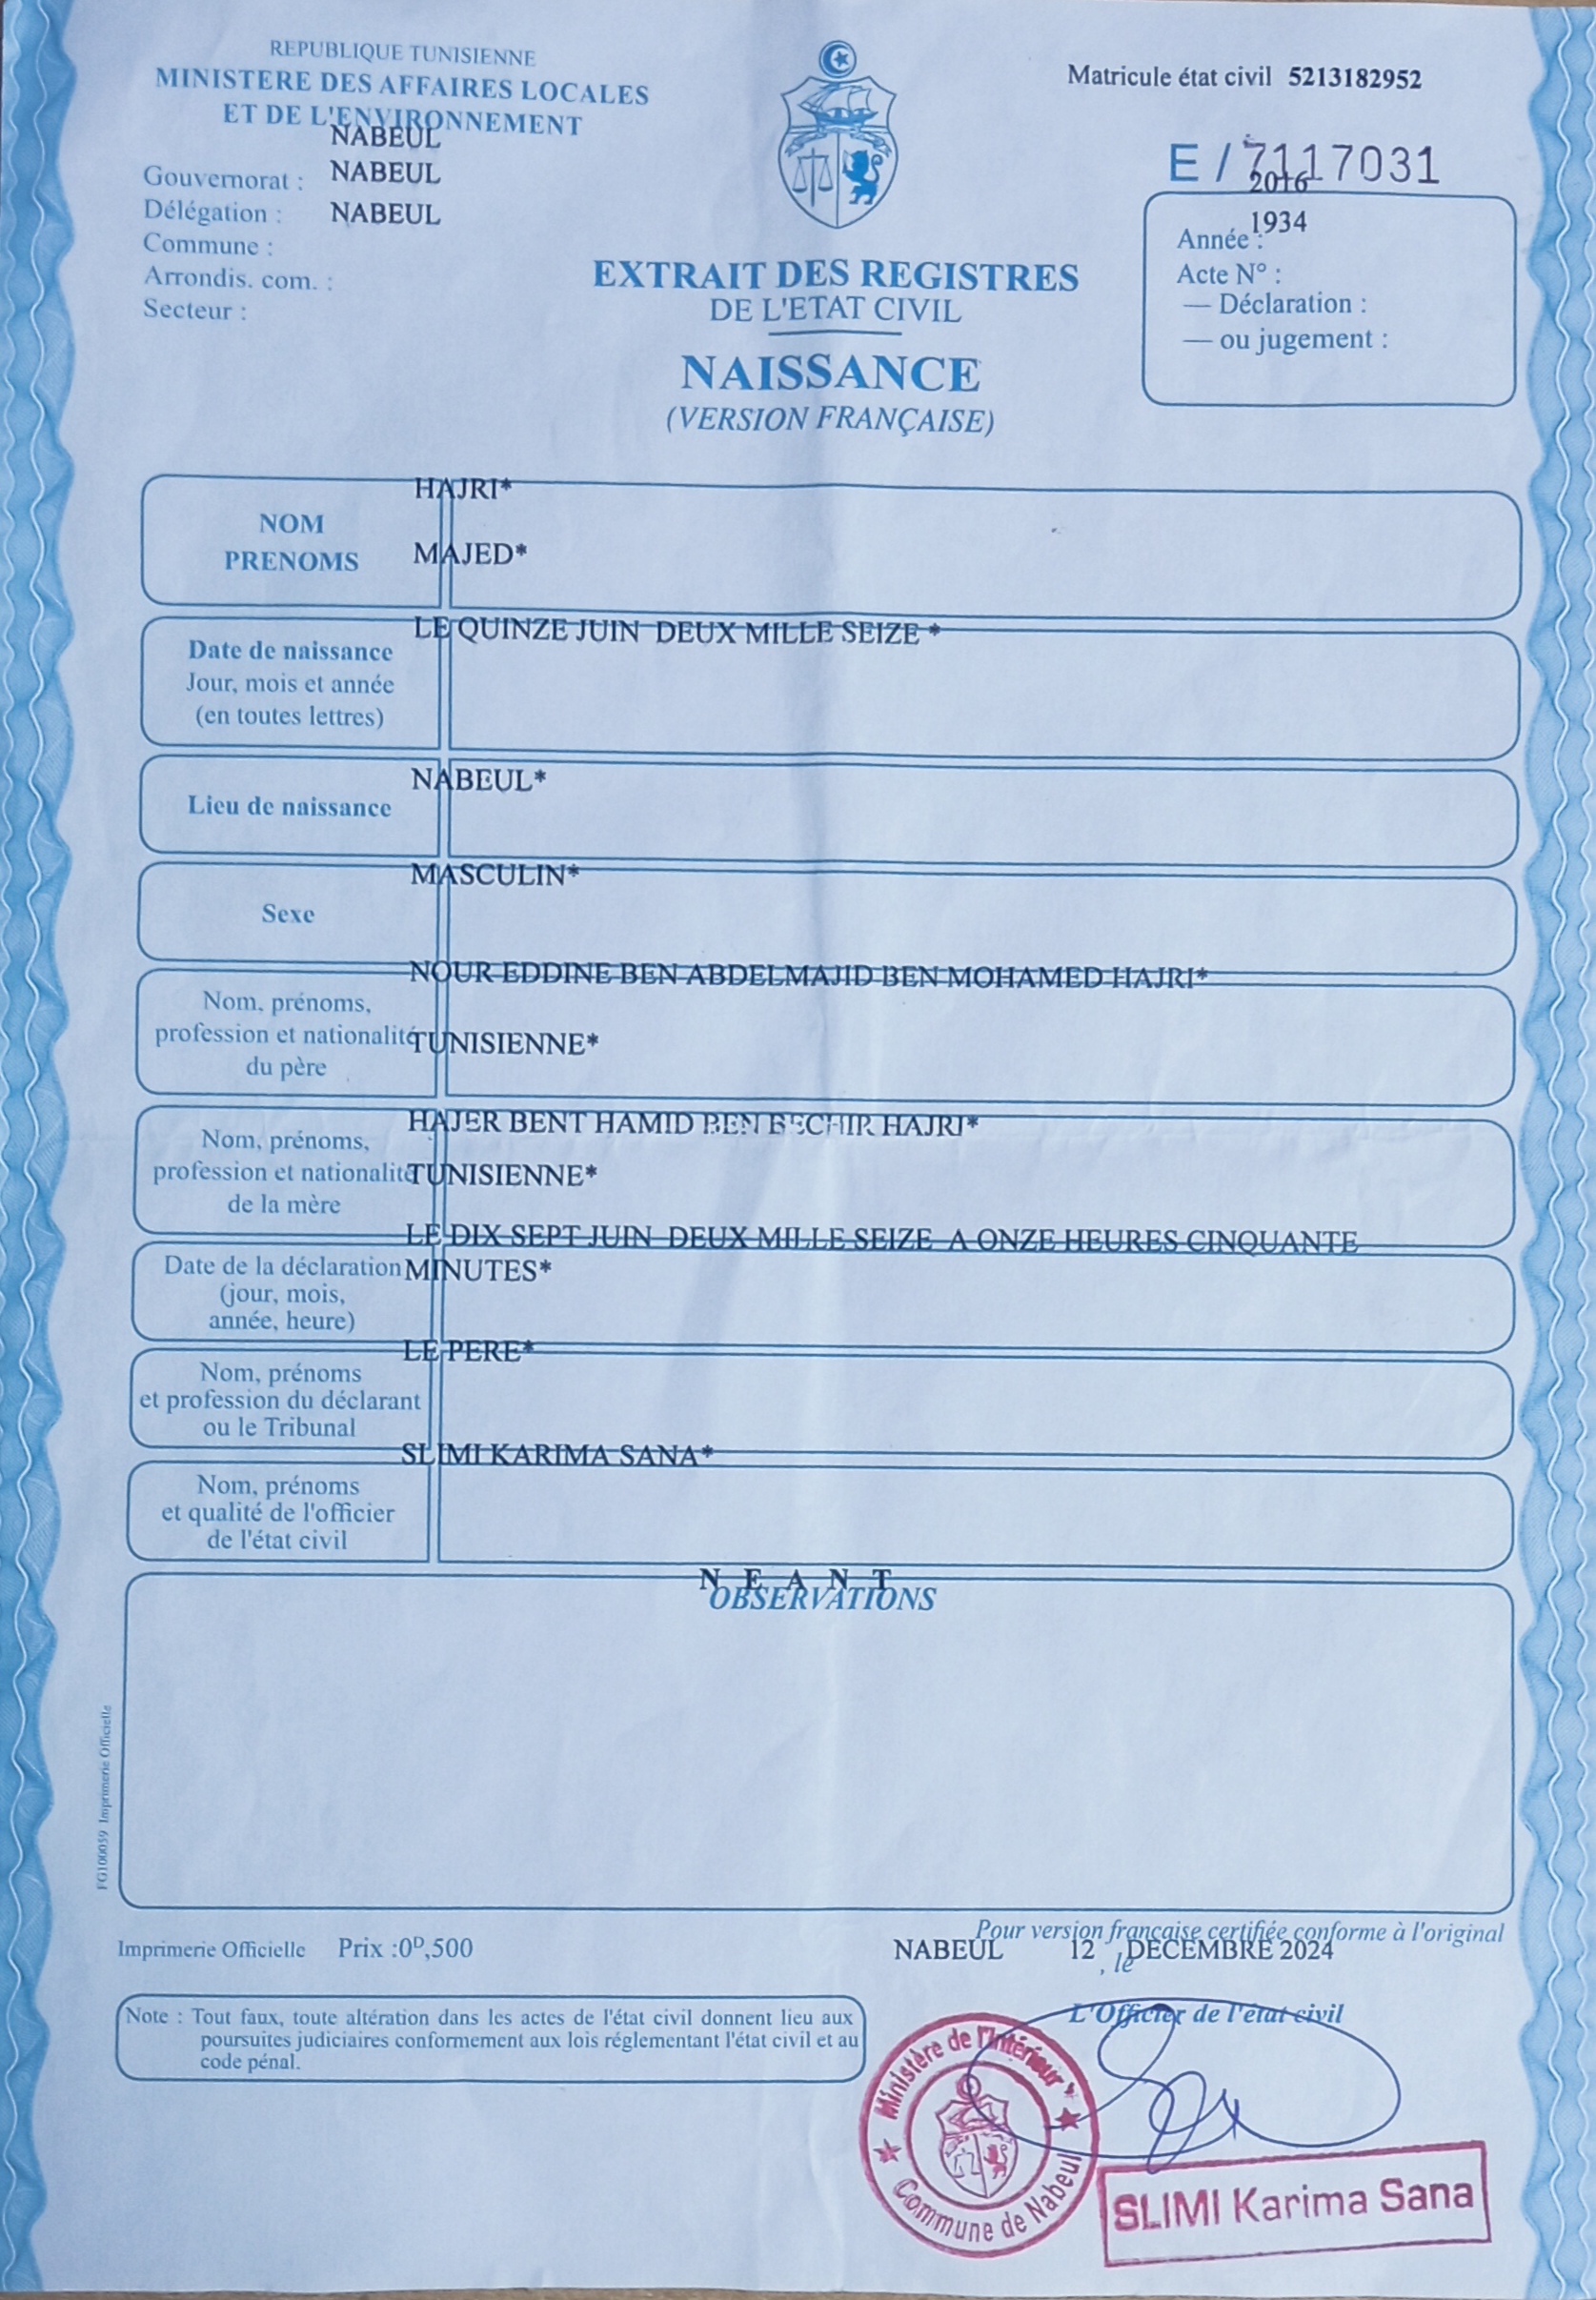 REPUBLIQUE TUNISIENNE
MINISTERE DES AFFAIRES LOCALES
ET DE L'ENVIRONNEMENT
NABEUL
Gouvernorat : NABEUL
Délégation : NABEUL
Commune :
Arrondis. com. :
Secteur :
Matricule état civil 5213182952
E / 7117031
2016
1934
Année :
Acte N° :
— Déclaration :
— ou jugement :
EXTRAIT DES REGISTRES
DE L'ETAT CIVIL
NAISSANCE
(VERSION FRANÇAISE)
HAJRI*
NOM
PRENOMS
MAJED*
LE QUINZE JUIN DEUX MILLE SEIZE *
Date de naissance
Jour, mois et année
(en toutes lettres)
NABEUL*
Lieu de naissance
MASCULIN*
Sexe
NOUR EDDINE BEN ABDELMAJID BEN MOHAMED HAJRI*
Nom, prénoms,
profession et nationalité
du père
TUNISIENNE*
HAJER BENT HAMID BEN BECHIR HAJRI*
Nom, prénoms,
profession et nationalité
de la mère
TUNISIENNE*
LE DIX SEPT JUIN DEUX MILLE SEIZE A ONZE HEURES CINQUANTE
MINUTES*
Date de la déclaration
(jour, mois,
année, heure)
LE PERE*
Nom, prénoms
et profession du déclarant
ou le Tribunal
SLIMI KARIMA SANA*
Nom, prénoms
et qualité de l'officier
de l'état civil
N E A N T
OBSERVATIONS
FG100059 Imprimerie Officielle
Imprimerie Officielle Prix :0D,500
Pour version française certifiée conforme à l'original
NABEUL 12 DECEMBRE 2024
, le
Note : Tout faux, toute altération dans les actes de l'état civil donnent lieu aux
poursuites judiciaires conformement aux lois réglementant l'état civil et au
code pénal.
L'Officier de l'état civil
Ministère de l'Intérieur
Commune de Nabeul
SLIMI Karima Sana